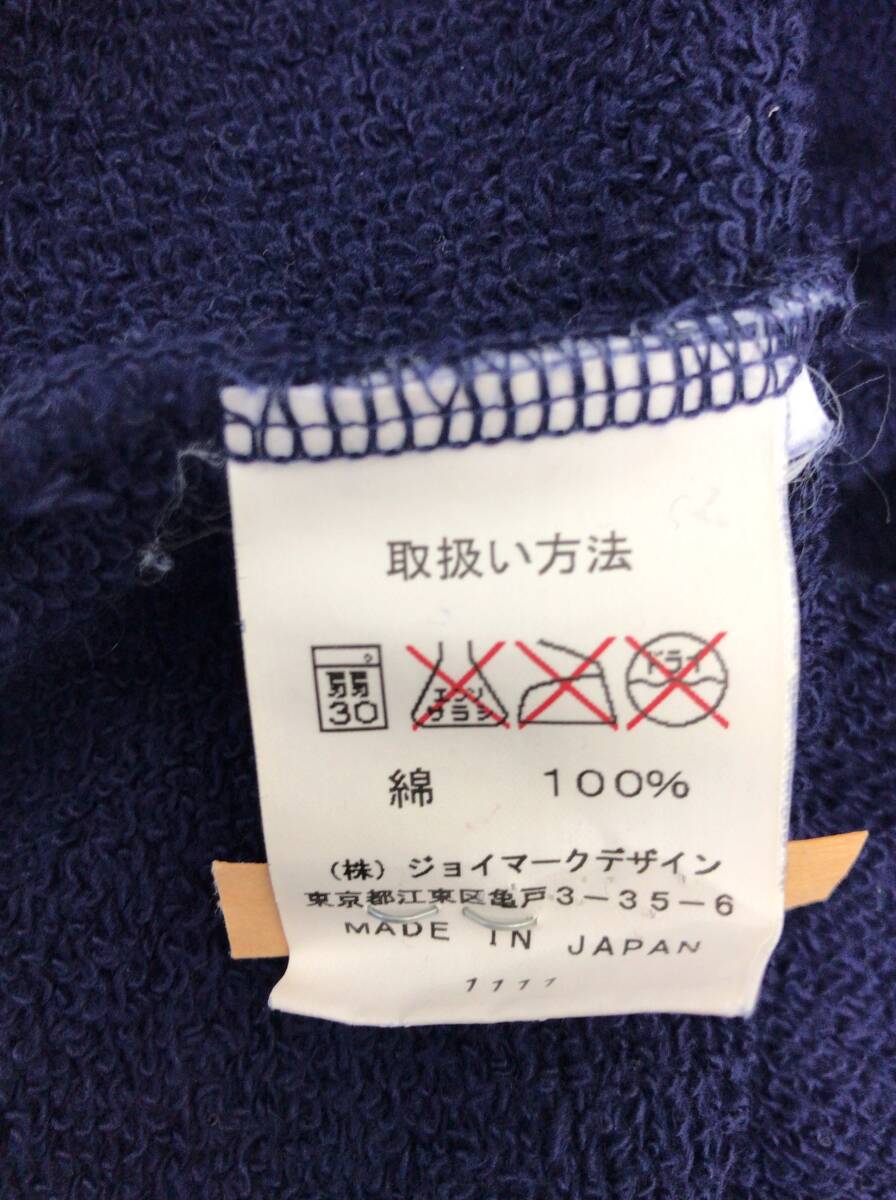 取扱い方法
弱
30
エンソ
サラシ
ドライ
綿 100%
(株) ジョイマークデザイン
東京都江東区亀戸3-35-6
MADE IN JAPAN
1111